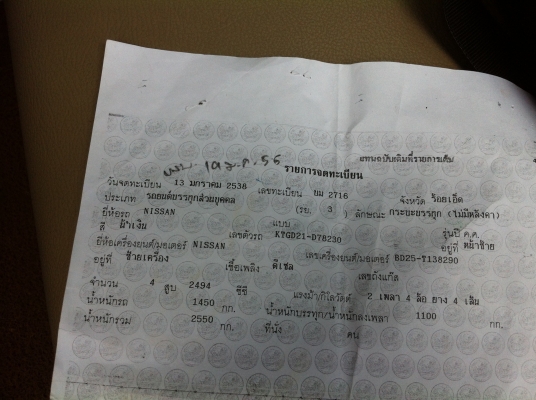 แทนฉบับเดิมที่รายการเต็ม
รายการจดทะเบียน
วันจดทะเบียน 13 มกราคม 2538 เลขทะเบียน บม 2716 จังหวัด ร้อยเอ็ด
ประเภท รถยนต์บรรทุกส่วนบุคคล (รย. 3 ) ลักษณะ กระบะบรรทุก (ไม่มีหลังคา)
ยี่ห้อรถ NISSAN แบบ รุ่นปี ค.ศ.
สี น้ำเงิน เลขตัวรถ KYGD21-D78230 อยู่ที่ หน้าซ้าย
ยี่ห้อเครื่องยนต์/มอเตอร์ NISSAN เลขเครื่องยนต์/มอเตอร์ BD25-T138290
อยู่ที่ ซ้ายเครื่อง เชื้อเพลิง ดีเซล เลขถังแก๊ส
จำนวน 4 สูบ 2494 ซีซี แรงม้า/กิโลวัตต์ 2 เพลา 4 ล้อ ยาง 4 เส้น
น้ำหนักรถ 1450 กก. น้ำหนักบรรทุก/น้ำหนักลงเพลา 1100 กก.
น้ำหนักรวม 2550 กก. ที่นั่ง คน